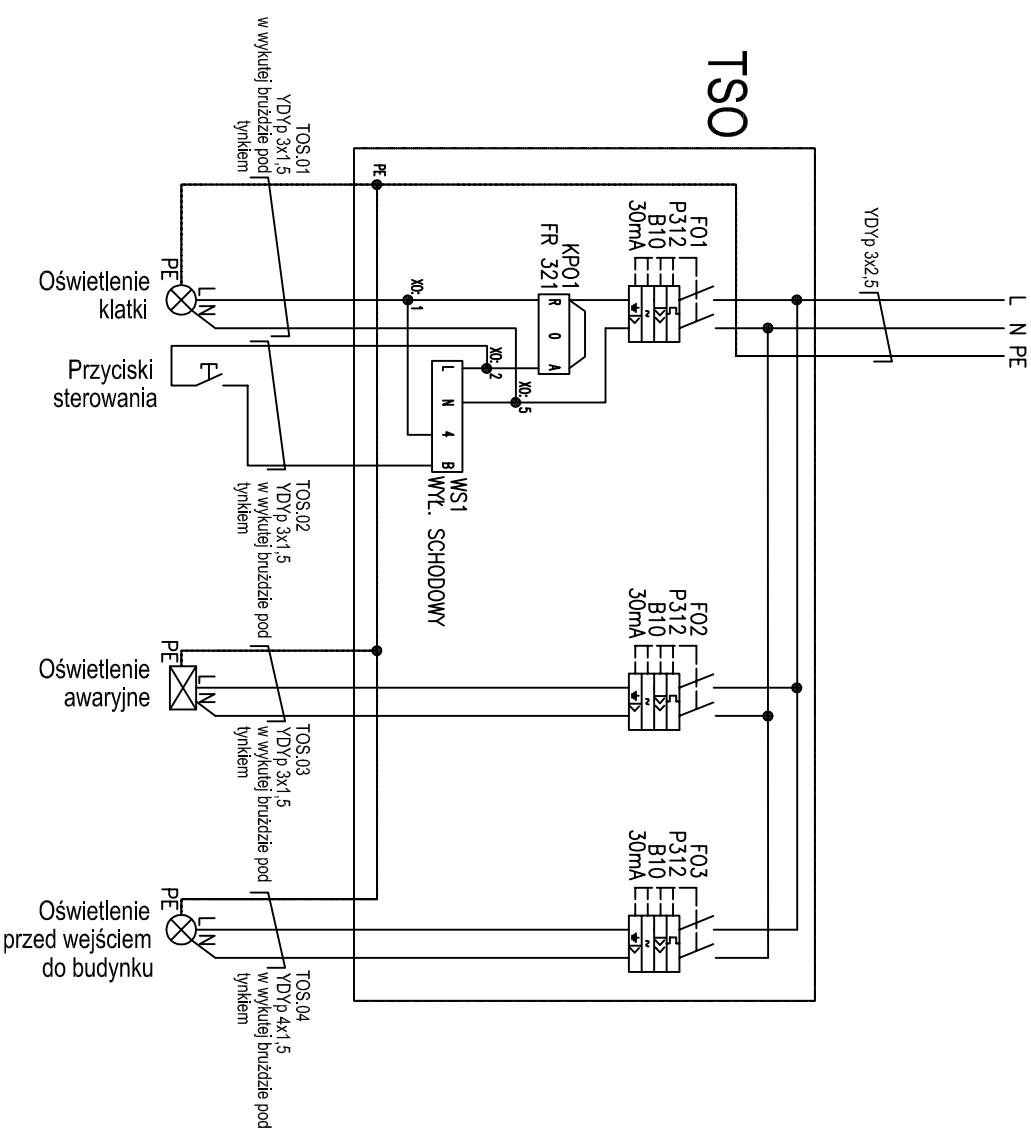 TSO
L
N
PE
YDYp 3x2,5
F01
P312
B10
30mA
KP01
FR 321
R O A
PE
X0: 1
X0: 2
X0: 5
L N 4 B
WS1
WYŁ. SCHODOWY
F02
P312
B10
30mA
F03
P312
B10
30mA
TOS.01
YDYp 3x1,5
w wykutej bruździe pod
tynkiem
TOS.02
YDYp 3x1,5
w wykutej bruździe pod
tynkiem
TOS.03
YDYp 3x1,5
w wykutej bruździe pod
tynkiem
TOS.04
YDYp 4x1,5
w wykutej bruździe pod
tynkiem
PE
L
N
Oświetlenie
klatki
Przyciski
sterowania
PE
L
N
Oświetlenie
awaryjne
PE
L
N
Oświetlenie
przed wejściem
do budynku